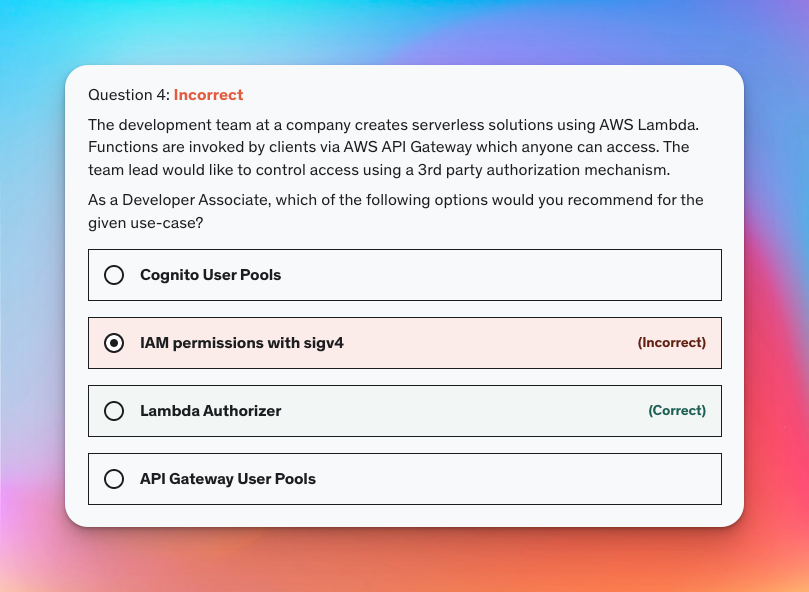 Question 4: Incorrect
The development team at a company creates serverless solutions using AWS Lambda.
Functions are invoked by clients via AWS API Gateway which anyone can access. The
team lead would like to control access using a 3rd party authorization mechanism.
As a Developer Associate, which of the following options would you recommend for the
given use-case?
Cognito User Pools
IAM permissions with sigv4 (Incorrect)
Lambda Authorizer (Correct)
API Gateway User Pools